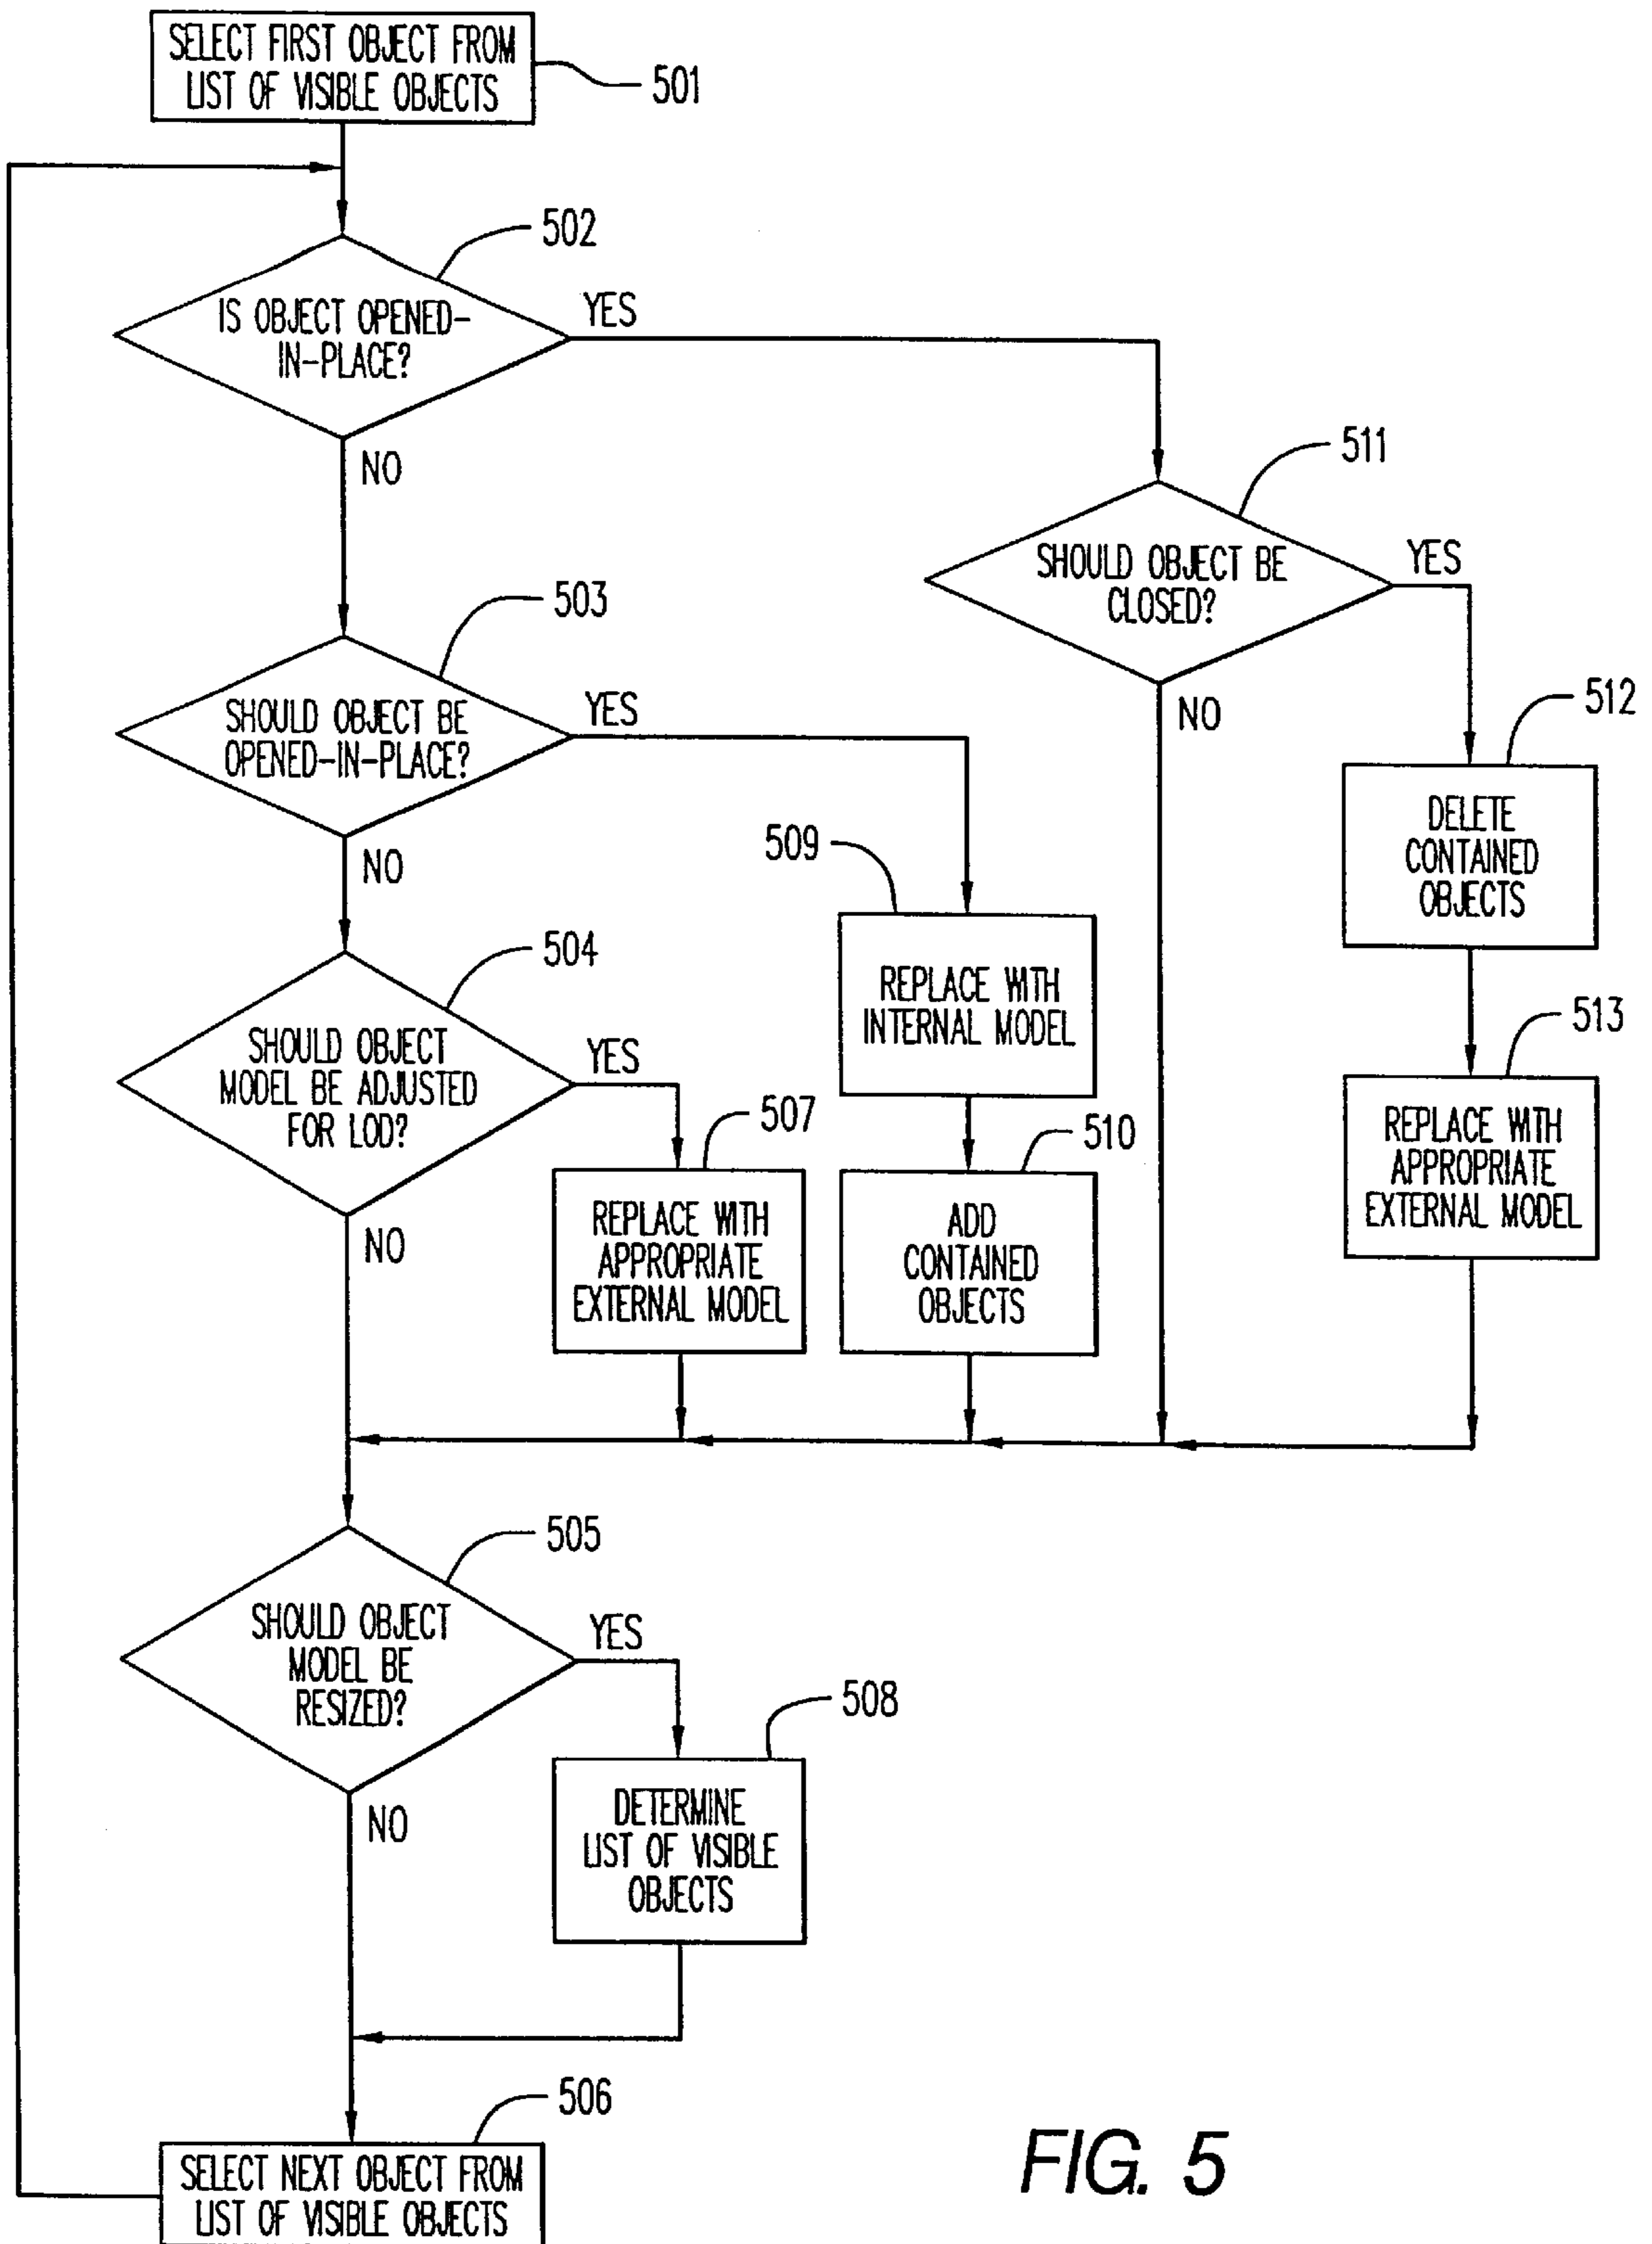 SELECT FIRST OBJECT FROM
LIST OF VISIBLE OBJECTS
501
502
IS OBJECT OPENED-
IN-PLACE?
YES
NO
511
SHOULD OBJECT BE
CLOSED?
YES
NO
503
SHOULD OBJECT BE
OPENED-IN-PLACE?
YES
NO
512
DELETE
CONTAINED
OBJECTS
509
REPLACE WITH
INTERNAL MODEL
504
SHOULD OBJECT
MODEL BE ADJUSTED
FOR LOD?
YES
NO
513
REPLACE WITH
APPROPRIATE
EXTERNAL MODEL
507
REPLACE WITH
APPROPRIATE
EXTERNAL MODEL
510
ADD
CONTAINED
OBJECTS
505
SHOULD OBJECT
MODEL BE
RESIZED?
YES
NO
508
DETERMINE
LIST OF VISIBLE
OBJECTS
506
SELECT NEXT OBJECT FROM
LIST OF VISIBLE OBJECTS
FIG. 5